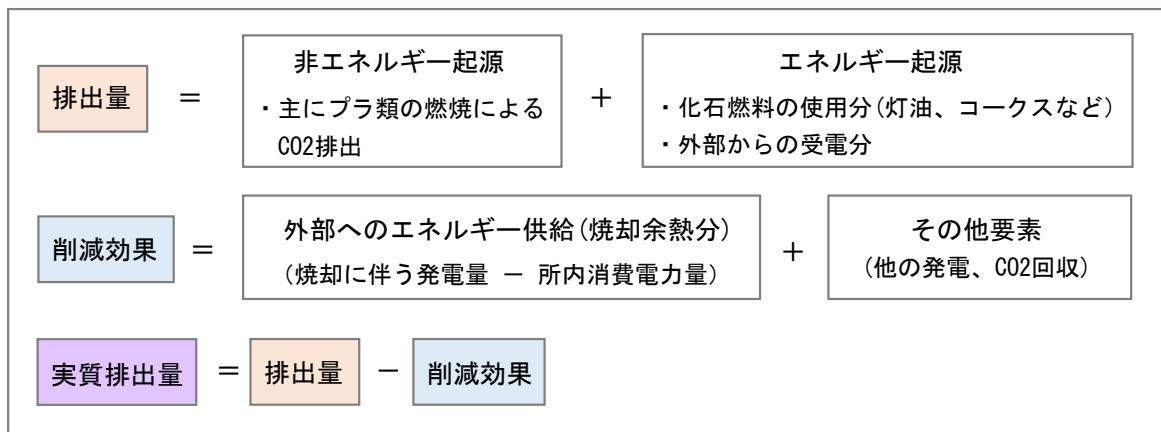 排出量 = 非エネルギー起源 + エネルギー起源
・主にプラ類の燃焼による
CO2排出
・化石燃料の使用分(灯油、コークスなど)
・外部からの受電分
削減効果 = 外部へのエネルギー供給(焼却余熱分) + その他要素
(焼却に伴う発電量 － 所内消費電力量)
(他の発電、CO2回収)
実質排出量 = 排出量 － 削減効果